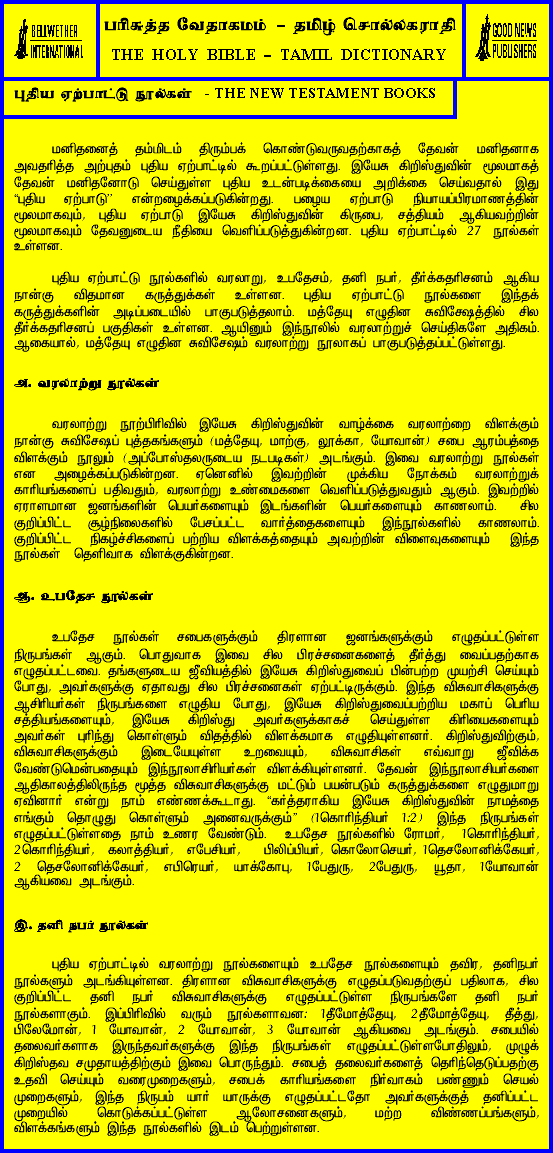 BELLWETHER
INTERNATIONAL
பரிசுத்த வேதாகமம் – தமிழ் சொல்லகராதி
THE HOLY BIBLE – TAMIL DICTIONARY
GOOD NEWS
PUBLISHERS
புதிய ஏற்பாட்டு நூல்கள் - THE NEW TESTAMENT BOOKS
மனிதனைத் தம்மிடம் திரும்பக் கொண்டுவருவதற்காகத் தேவன் மனிதனாக
அவதரித்த அற்புதம் புதிய ஏற்பாட்டில் கூறப்பட்டுள்ளது. இயேசு கிறிஸ்துவின் மூலமாகத்
தேவன் மனிதனோடு செய்துள்ள புதிய உடன்படிக்கையை அறிக்கை செய்வதால் இது
“புதிய ஏற்பாடு” என்றழைக்கப்படுகின்றது. பழைய ஏற்பாடு நியாயப்பிரமாணத்தின்
மூலமாகவும், புதிய ஏற்பாடு இயேசு கிறிஸ்துவின் கிருபை, சத்தியம் ஆகியவற்றின்
மூலமாகவும் தேவனுடைய நீதியை வெளிப்படுத்துகின்றன. புதிய ஏற்பாட்டில் 27 நூல்கள்
உள்ளன.
புதிய ஏற்பாட்டு நூல்களில் வரலாறு, உபதேசம், தனி நபர், தீர்க்கதரிசனம் ஆகிய
நான்கு விதமான கருத்துக்கள் உள்ளன. புதிய ஏற்பாட்டு நூல்களை இந்தக்
கருத்துக்களின் அடிப்படையில் பாகுபடுத்தலாம். மத்தேயு எழுதின சுவிசேஷத்தில் சில
தீர்க்கதரிசனப் பகுதிகள் உள்ளன. ஆயினும் இந்நூலில் வரலாற்றுச் செய்திகளே அதிகம்.
ஆகையால், மத்தேயு எழுதின சுவிசேஷம் வரலாற்று நூலாகப் பாகுபடுத்தப்பட்டுள்ளது.
அ. வரலாற்று நூல்கள்
வரலாற்று நூற்பிரிவில் இயேசு கிறிஸ்துவின் வாழ்க்கை வரலாற்றை விளக்கும்
நான்கு சுவிசேஷப் புத்தகங்களும் (மத்தேயு, மாற்கு, லூக்கா, யோவான்) சபை ஆரம்பத்தை
விளக்கும் நூலும் (அப்போஸ்தலருடைய நடபடிகள்) அடங்கும். இவை வரலாற்று நூல்கள்
என அழைக்கப்படுகின்றன. ஏனெனில் இவற்றின் முக்கிய நோக்கம் வரலாற்றுக்
காரியங்களைப் பதிவதும், வரலாற்று உண்மைகளை வெளிப்படுத்துவதும் ஆகும். இவற்றில்
ஏராளமான ஜனங்களின் பெயர்களையும் இடங்களின் பெயர்களையும் காணலாம். சில
குறிப்பிட்ட சூழ்நிலைகளில் பேசப்பட்ட வார்த்தைகளையும் இந்நூல்களில் காணலாம்.
குறிப்பிட்ட நிகழ்ச்சிகளைப் பற்றிய விளக்கத்தையும் அவற்றின் விளைவுகளையும் இந்த
நூல்கள் தெளிவாக விளக்குகின்றன.
ஆ. உபதேச நூல்கள்
உபதேச நூல்கள் சபைகளுக்கும் திரளான ஜனங்களுக்கும் எழுதப்பட்டுள்ள
நிருபங்கள் ஆகும். பொதுவாக இவை சில பிரச்சனைகளைத் தீர்த்து வைப்பதற்காக
எழுதப்பட்டவை. தங்களுடைய ஜீவியத்தில் இயேசு கிறிஸ்துவைப் பின்பற்ற முயற்சி செய்யும்
போது, அவர்களுக்கு ஏதாவது சில பிரச்சனைகள் ஏற்பட்டிருக்கும். இந்த விசுவாசிகளுக்கு
ஆசிரியர்கள் நிருபங்களை எழுதிய போது, இயேசு கிறிஸ்துவைப்பற்றிய மகாப் பெரிய
சத்தியங்களையும், இயேசு கிறிஸ்து அவர்களுக்காகச் செய்துள்ள கிரியைகளையும்
அவர்கள் புரிந்து கொள்ளும் விதத்தில் விளக்கமாக எழுதியுள்ளனர். கிறிஸ்துவிற்கும்,
விசுவாசிகளுக்கும் இடையேயுள்ள உறவையும், விசுவாசிகள் எவ்வாறு ஜீவிக்க
வேண்டுமென்பதையும் இந்நூலாசிரியர்கள் விளக்கியுள்ளனர். தேவன் இந்நூலாசியர்களை
ஆதிகாலத்திலிருந்த மூத்த விசுவாசிகளுக்கு மட்டும் பயன்படும் கருத்துக்களை எழுதுமாறு
ஏவினார் என்று நாம் எண்ணக்கூடாது. “கர்த்தராகிய இயேசு கிறிஸ்துவின் நாமத்தை
எங்கும் தொழுது கொள்ளும் அனைவருக்கும்” (1கொரிந்தியர் 1:2) இந்த நிருபங்கள்
எழுதப்பட்டுள்ளதை நாம் உணர வேண்டும். உபதேச நூல்களில் ரோமர், 1கொரிந்தியர்,
2கொரிந்தியர், கலாத்தியர், எபேசியர், பிலிப்பியர், கொலோசெயர், 1தெசலோனிக்கேயர்,
2 தெசலோனிக்கேயர், எபிரெயர், யாக்கோபு, 1பேதுரு, 2பேதுரு, யூதா, 1யோவான்
ஆகியவை அடங்கும்.
இ. தனி நபர் நூல்கள்
புதிய ஏற்பாட்டில் வரலாற்று நூல்களையும் உபதேச நூல்களையும் தவிர, தனிநபர்
நூல்களும் அடங்கியுள்ளன. திரளான விசுவாசிகளுக்கு எழுதப்படுவதற்குப் பதிலாக, சில
குறிப்பிட்ட தனி நபர் விசுவாசிகளுக்கு எழுதப்பட்டுள்ள நிருபங்களே தனி நபர்
நூல்களாகும். இப்பிரிவில் வரும் நூல்களாவன: 1தீமோத்தேயு, 2தீமோத்தேயு, தீத்து,
பிலேமோன், 1 யோவான், 2 யோவான், 3 யோவான் ஆகியவை அடங்கும். சபையில்
தலைவர்களாக இருந்தவர்களுக்கு இந்த நிருபங்கள் எழுதப்பட்டுள்ளபோதிலும், முழுக்
கிறிஸ்தவ சமுதாயத்திற்கும் இவை பொருந்தும். சபைத் தலைவர்களைத் தெரிந்தெடுப்பதற்கு
உதவி செய்யும் வரைமுறைகளும், சபைக் காரியங்களை நிர்வாகம் பண்ணும் செயல்
முறைகளும், இந்த நிருபம் யார் யாருக்கு எழுதப்பட்டதோ அவர்களுக்குத் தனிப்பட்ட
முறையில் கொடுக்கப்பட்டுள்ள ஆலோசனைகளும், மற்ற விண்ணப்பங்களும்,
விளக்கங்களும் இந்த நூல்களில் இடம் பெற்றுள்ளன.